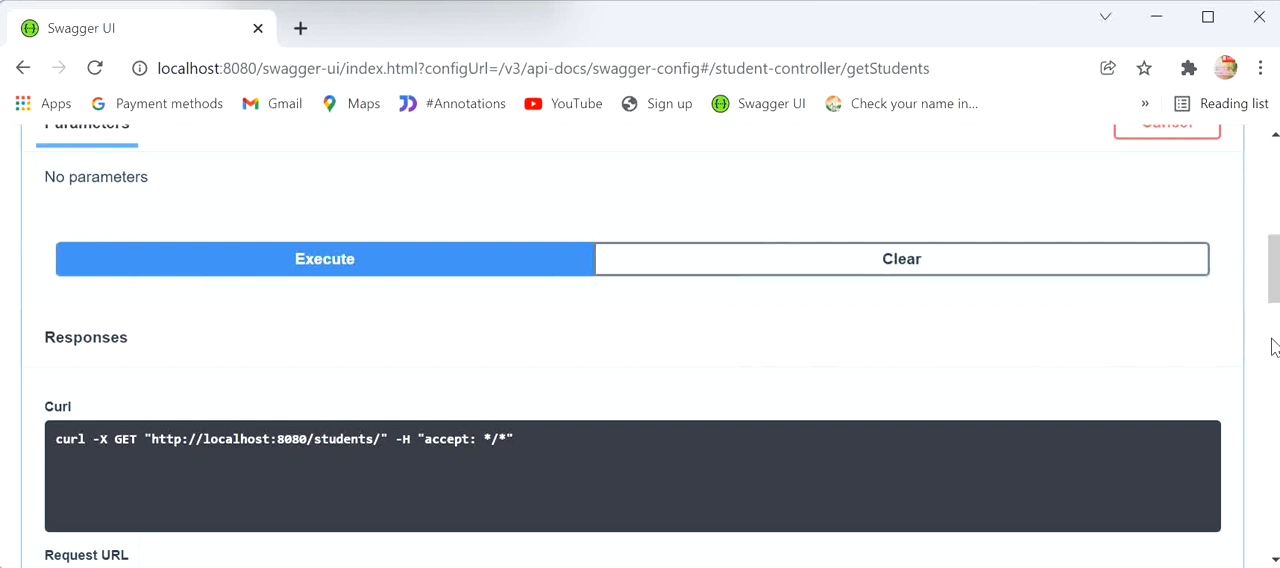 Swagger UI
localhost:8080/swagger-ui/index.html?configUrl=/v3/api-docs/swagger-config#/student-controller/getStudents
Apps Payment methods Gmail Maps #Annotations YouTube Sign up Swagger UI Check your name in... » Reading list
Parameters Cancel
No parameters
Execute Clear
Responses
Curl
curl -X GET "http://localhost:8080/students/" -H "accept: */*"
Request URL